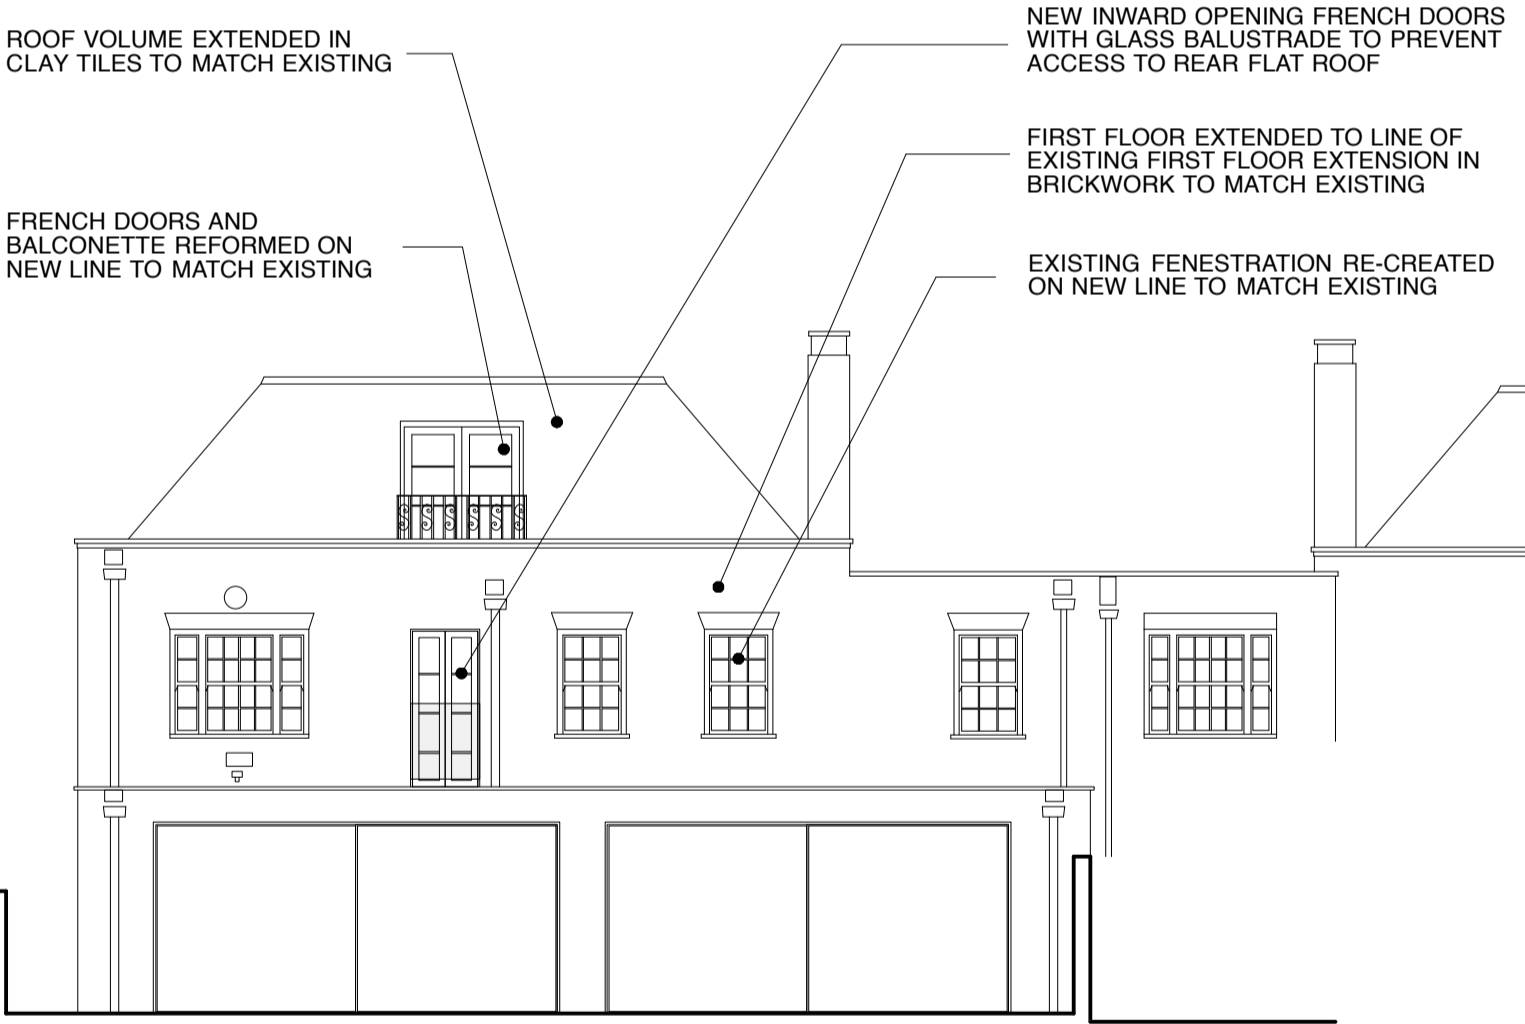 ROOF VOLUME EXTENDED IN
CLAY TILES TO MATCH EXISTING
FRENCH DOORS AND
BALCONETTE REFORMED ON
NEW LINE TO MATCH EXISTING
NEW INWARD OPENING FRENCH DOORS
WITH GLASS BALUSTRADE TO PREVENT
ACCESS TO REAR FLAT ROOF
FIRST FLOOR EXTENDED TO LINE OF
EXISTING FIRST FLOOR EXTENSION IN
BRICKWORK TO MATCH EXISTING
EXISTING FENESTRATION RE-CREATED
ON NEW LINE TO MATCH EXISTING